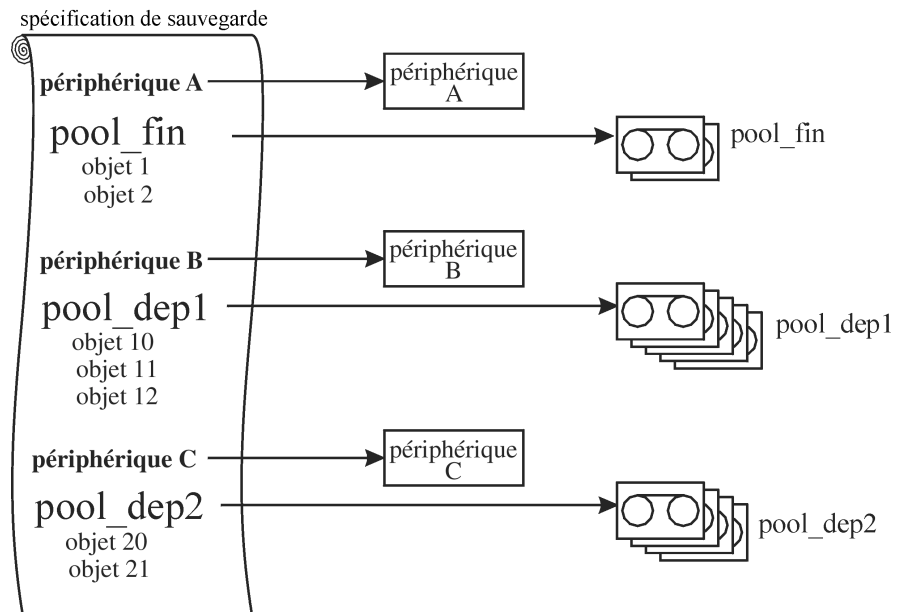 spécification de sauvegarde
périphérique A
périphérique
A
pool_fin
pool_fin
objet 1
objet 2
périphérique B
périphérique
B
pool_dep1
pool_dep1
objet 10
objet 11
objet 12
périphérique C
périphérique
C
pool_dep2
pool_dep2
objet 20
objet 21